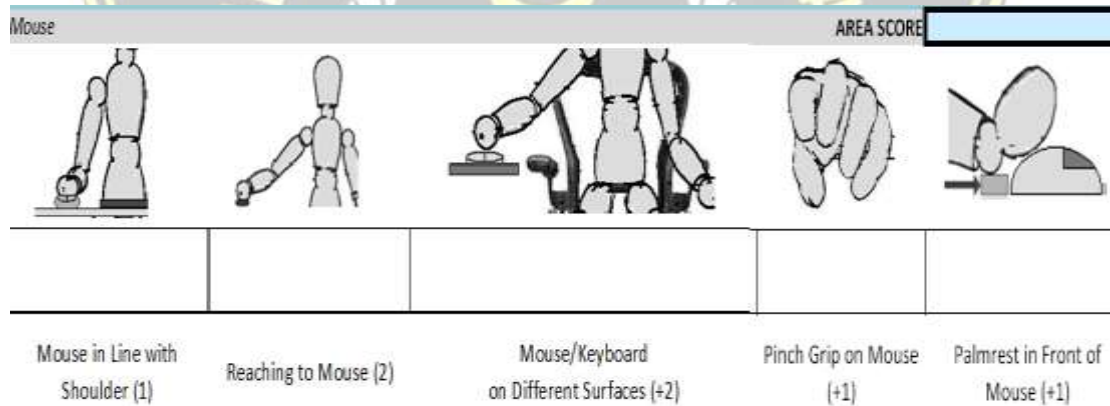 Mouse AREA SCORE
Mouse in Line with
Shoulder (1)
Reaching to Mouse (2)
Mouse/Keyboard
on Different Surfaces (+2)
Pinch Grip on Mouse
(+1)
Palmrest in Front of
Mouse (+1)